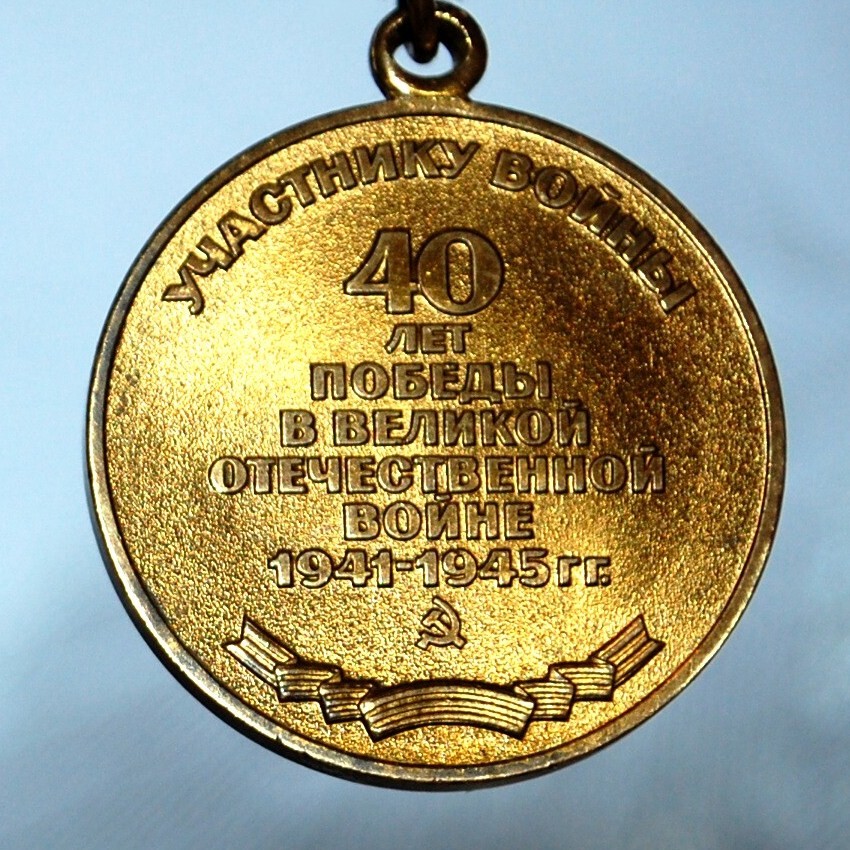 УЧАСТНИКУ ВОЙНЫ
40
ЛЕТ
ПОБЕДЫ
В ВЕЛИКОЙ
ОТЕЧЕСТВЕННОЙ
ВОЙНЕ
1941-1945 гг.